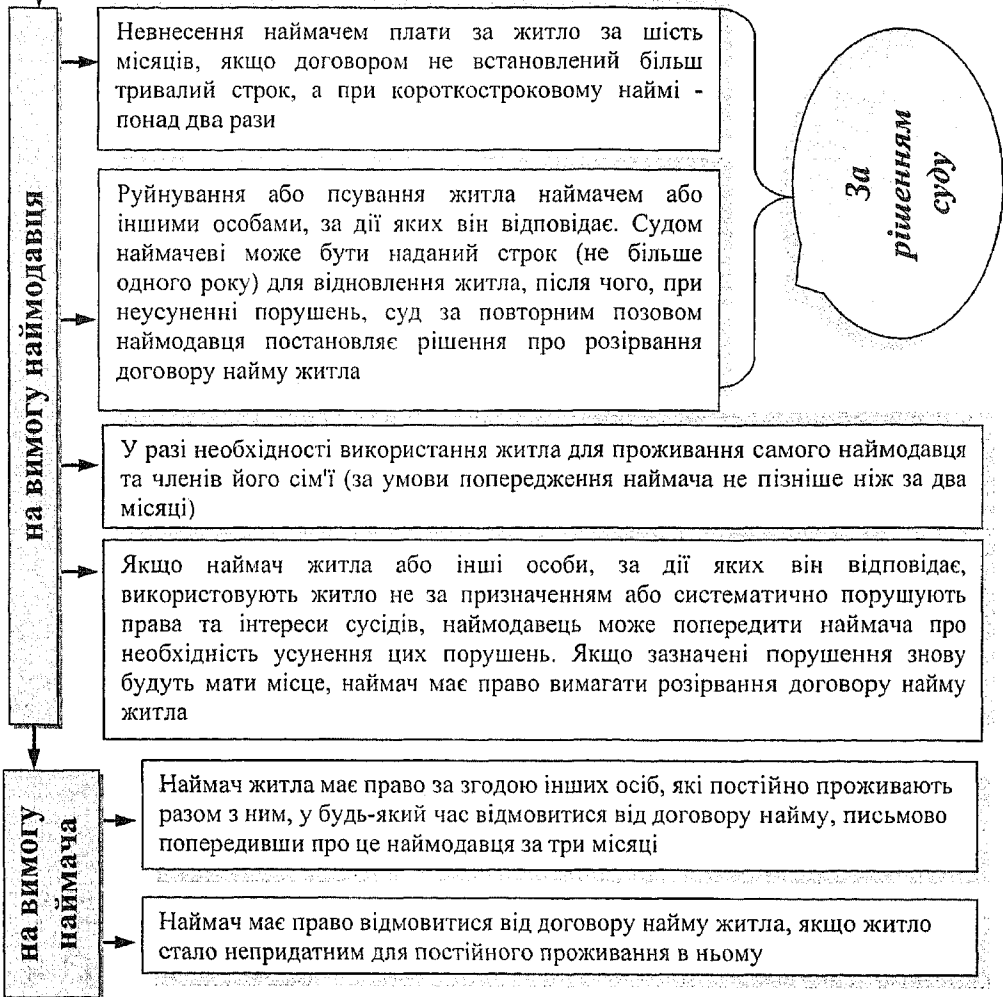 на вимогу наймодавця
Невнесення наймачем плати за житло за шість
місяців, якщо договором не встановлений більш
тривалий строк, а при короткостроковому наймі -
понад два рази
Руйнування або псування житла наймачем або
іншими особами, за дії яких він відповідає. Судом
наймачеві може бути наданий строк (не більше
одного року) для відновлення житла, після чого, при
неусуненні порушень, суд за повторним позовом
наймодавця постановляє рішення про розірвання
договору найму житла
За
рішенням
суду
У разі необхідності використання житла для проживання самого наймодавця
та членів його сім'ї (за умови попередження наймача не пізніше ніж за два
місяці)
Якщо наймач житла або інші особи, за дії яких він відповідає,
використовують житло не за призначенням або систематично порушують
права та інтереси сусідів, наймодавець може попередити наймача про
необхідність усунення цих порушень. Якщо зазначені порушення знову
будуть мати місце, наймач має право вимагати розірвання договору найму
житла
на вимогу
наймача
Наймач житла має право за згодою інших осіб, які постійно проживають
разом з ним, у будь-який час відмовитися від договору найму, письмово
попередивши про це наймодавця за три місяці
Наймач має право відмовитися від договору найму житла, якщо житло
стало непридатним для постійного проживання в ньому